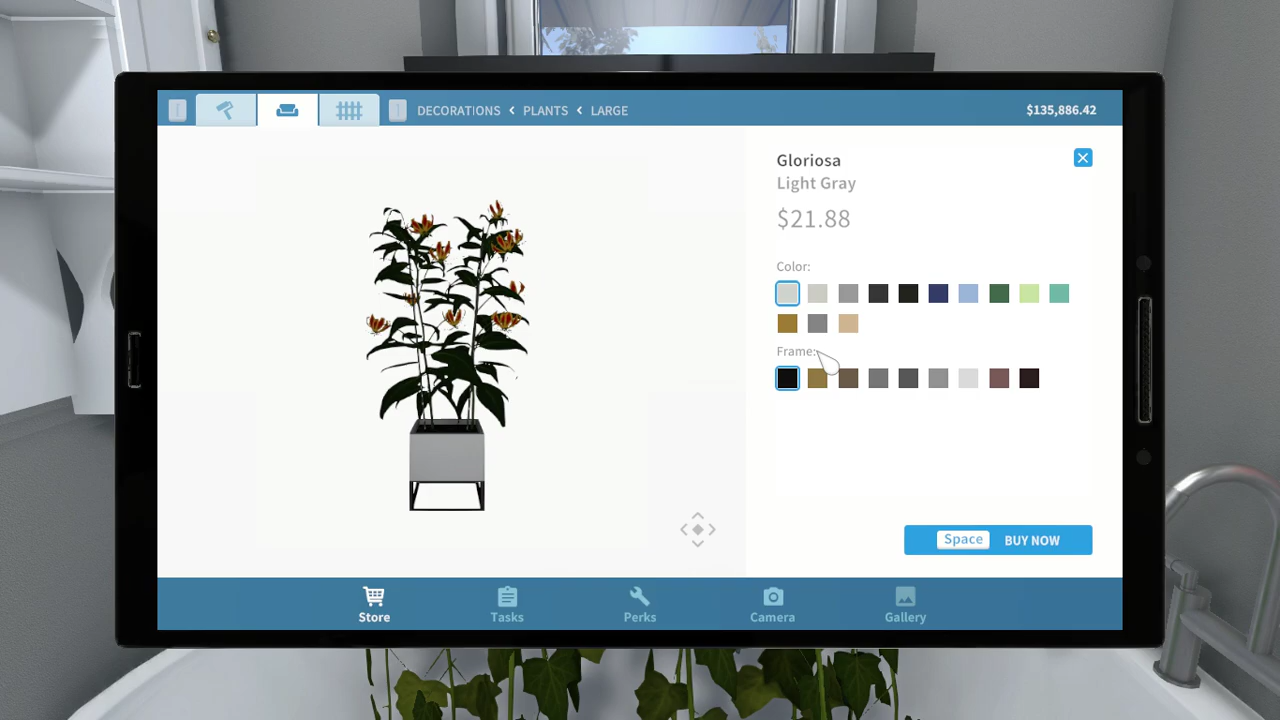 DECORATIONS < PLANTS < LARGE
$135,886.42
Gloriosa
Light Gray
$21.88
Color:
Frame:
Space BUY NOW
Store
Tasks
Perks
Camera
Gallery